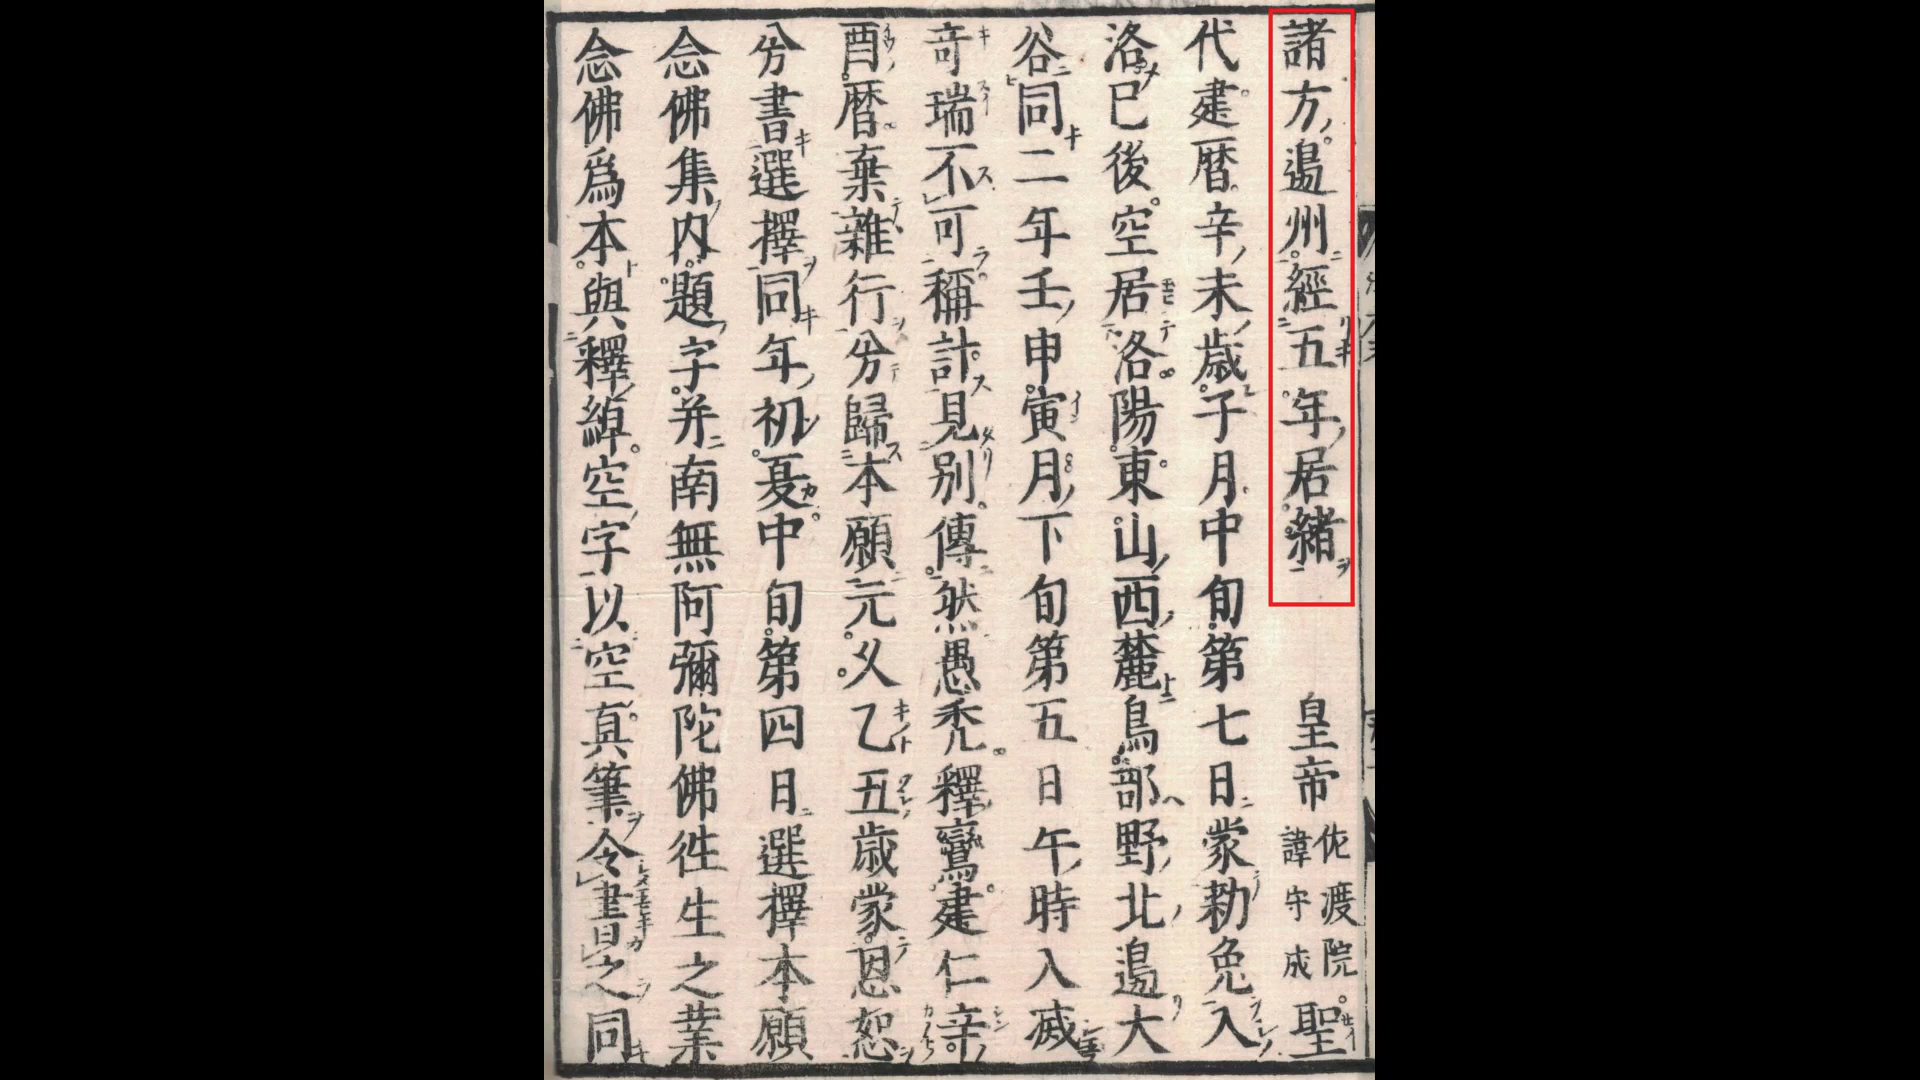 諸方邊州經五年居緒皇帝佐渡院諱守成聖
代建暦辛未歳子月中旬第七日蒙勅免入
洛已後空居洛陽東山西麓鳥部野北邊大
谷同二年壬申寅月下旬第五日午時入滅
奇瑞不可稱計見別傳然愚禿釋鸞建仁辛
酉暦棄雜行兮歸本願元久乙丑歳蒙恩恕
兮書選擇同年初夏中旬第四日選擇本願
念佛集内題字并南無阿彌陀佛徃生之業
念佛爲本與釋綽空字以空真筆令書之同